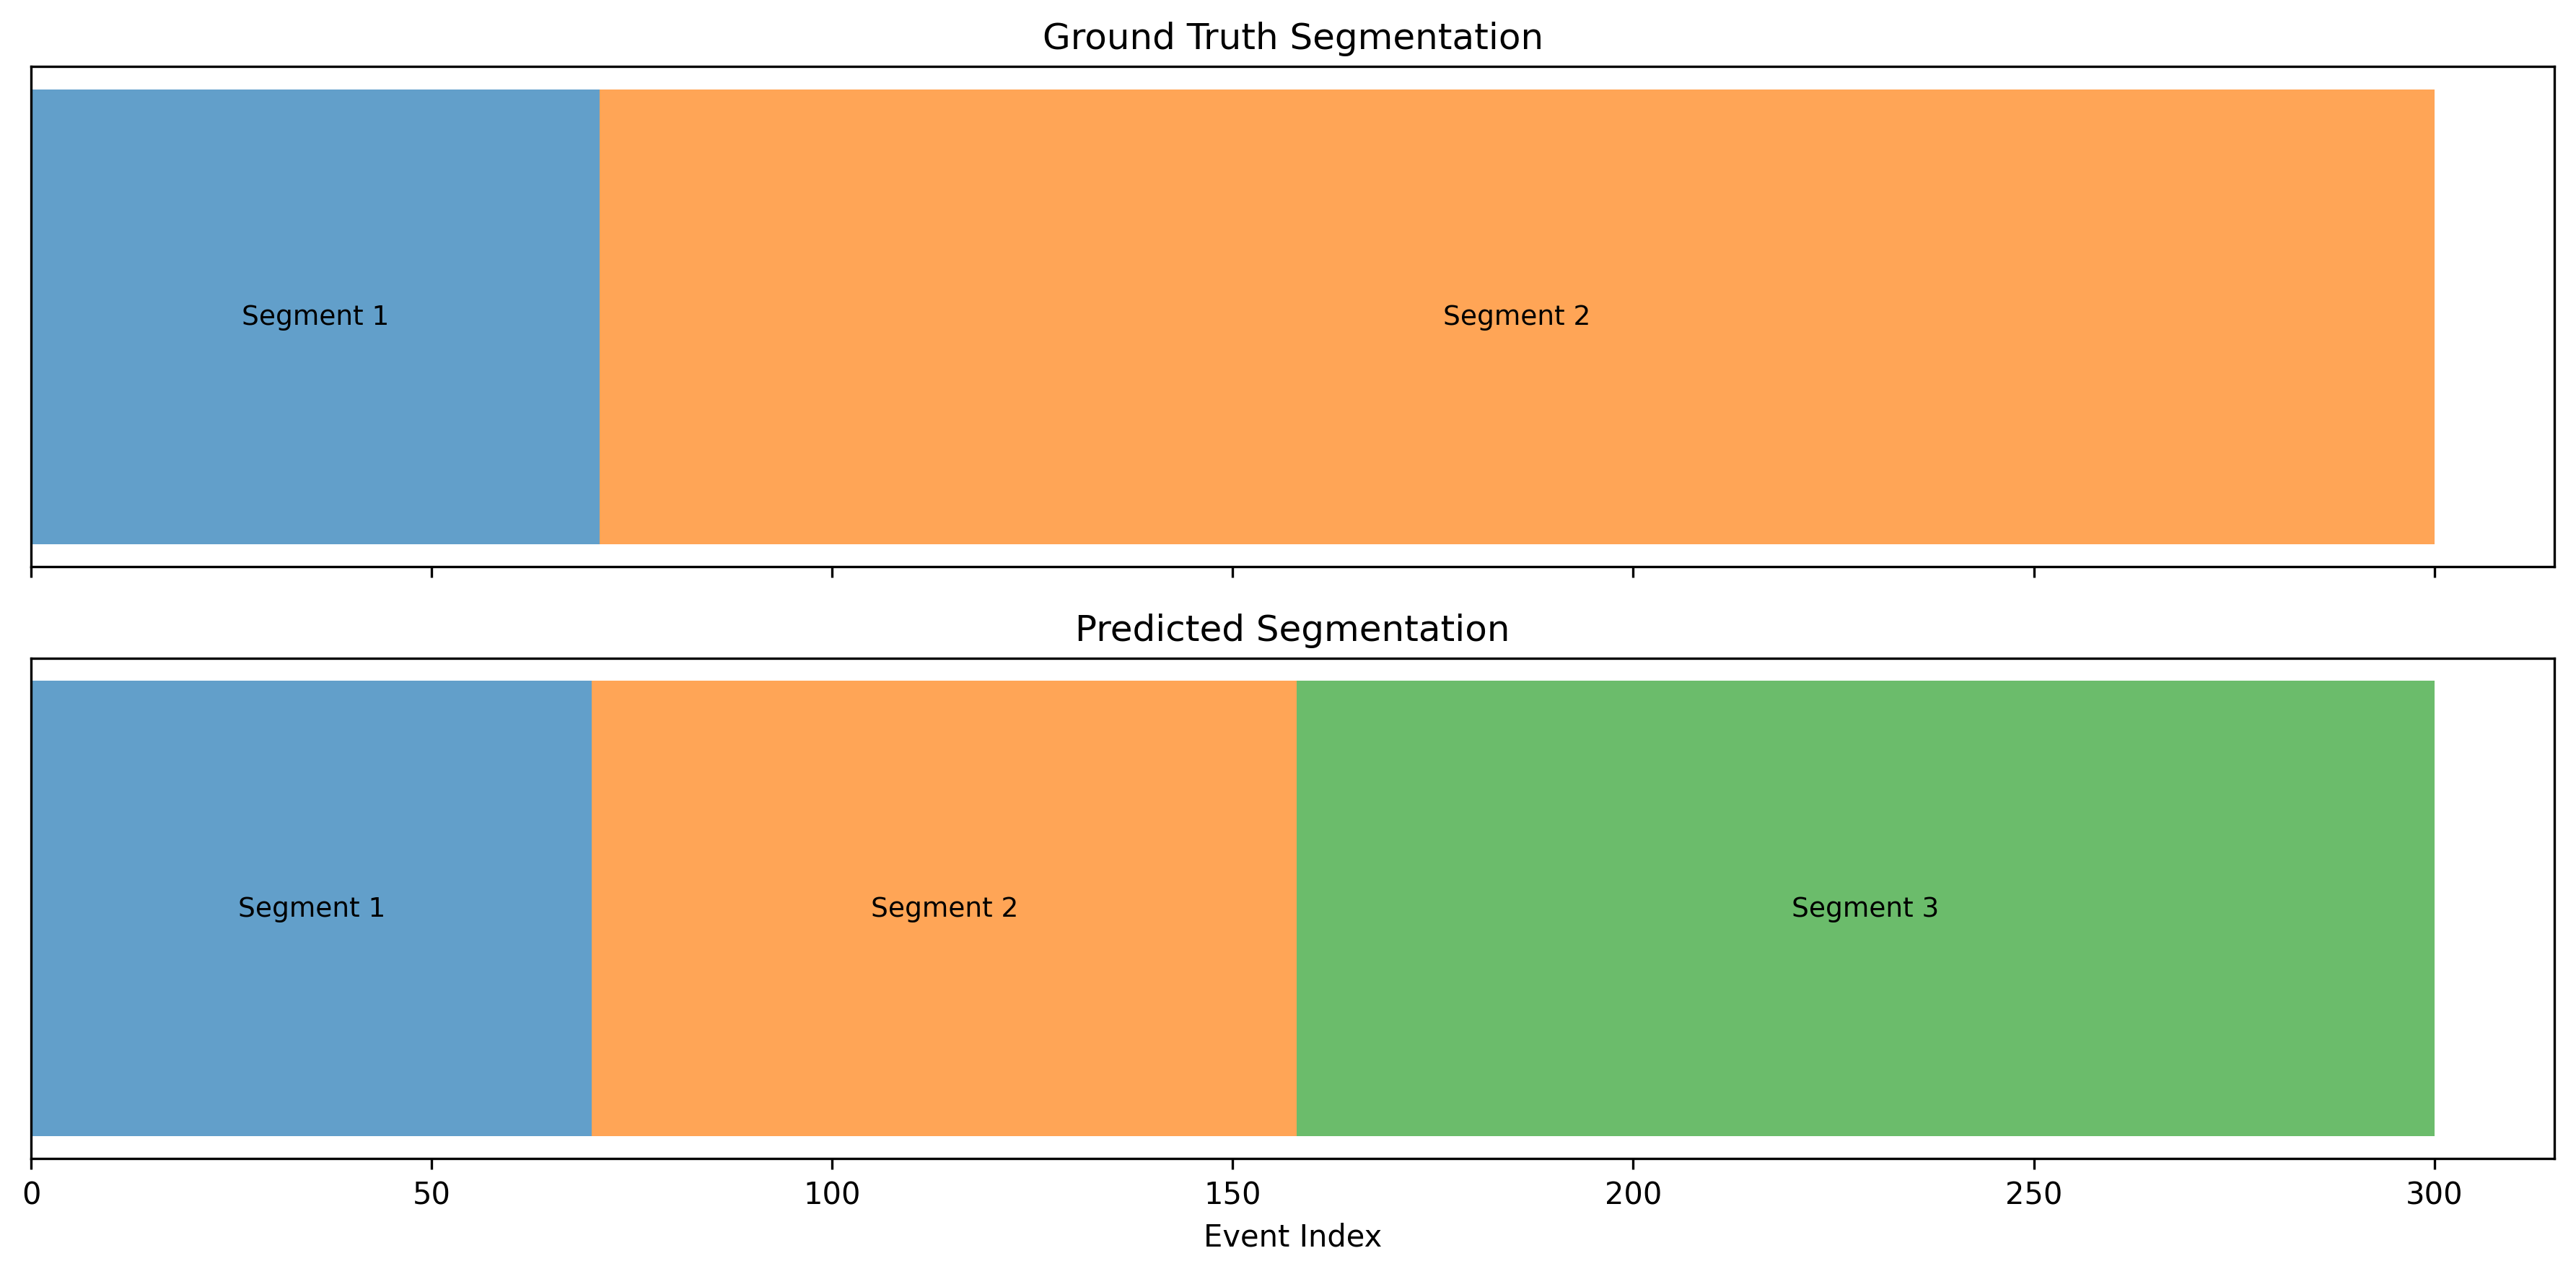 Ground Truth Segmentation
Segment 1 Segment 2
Predicted Segmentation
Segment 1 Segment 2 Segment 3
0 50 100 150 200 250 300
Event Index